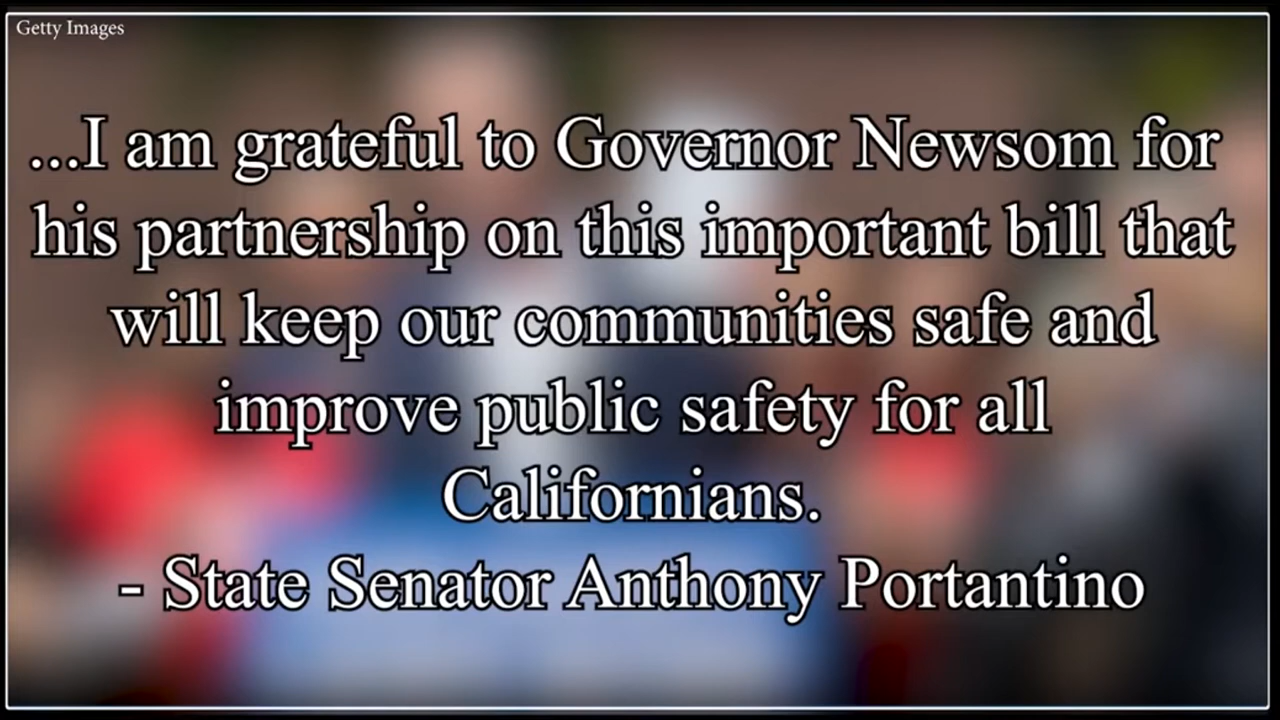 Getty Images
...I am grateful to Governor Newsom for
his partnership on this important bill that
will keep our communities safe and
improve public safety for all
Californians.
- State Senator Anthony Portantino